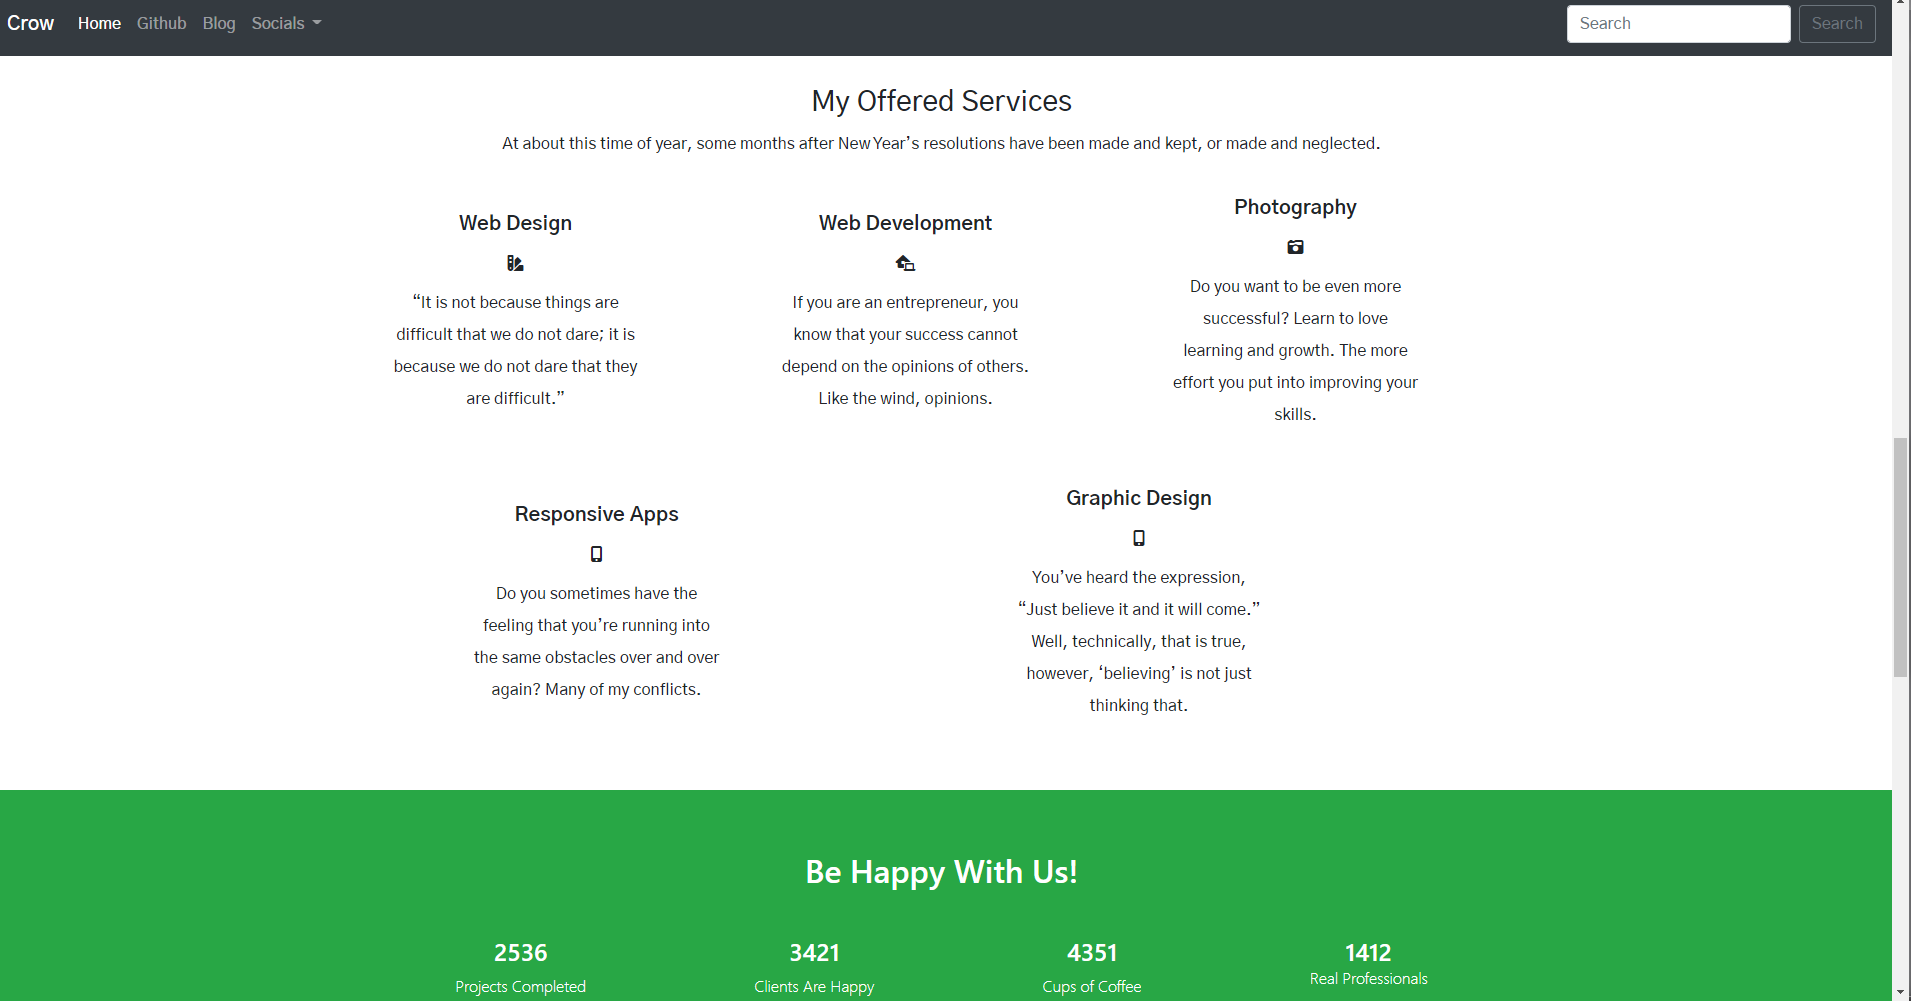 Crow Home Github Blog Socials Search Search
My Offered Services
At about this time of year, some months after New Year’s resolutions have been made and kept, or made and neglected.
Web Design
“It is not because things are
difficult that we do not dare; it is
because we do not dare that they
are difficult.”
Web Development
If you are an entrepreneur, you
know that your success cannot
depend on the opinions of others.
Like the wind, opinions.
Photography
Do you want to be even more
successful? Learn to love
learning and growth. The more
effort you put into improving your
skills.
Responsive Apps
Do you sometimes have the
feeling that you’re running into
the same obstacles over and over
again? Many of my conflicts.
Graphic Design
You’ve heard the expression,
“Just believe it and it will come.”
Well, technically, that is true,
however, ‘believing’ is not just
thinking that.
Be Happy With Us!
2536
Projects Completed
3421
Clients Are Happy
4351
Cups of Coffee
1412
Real Professionals